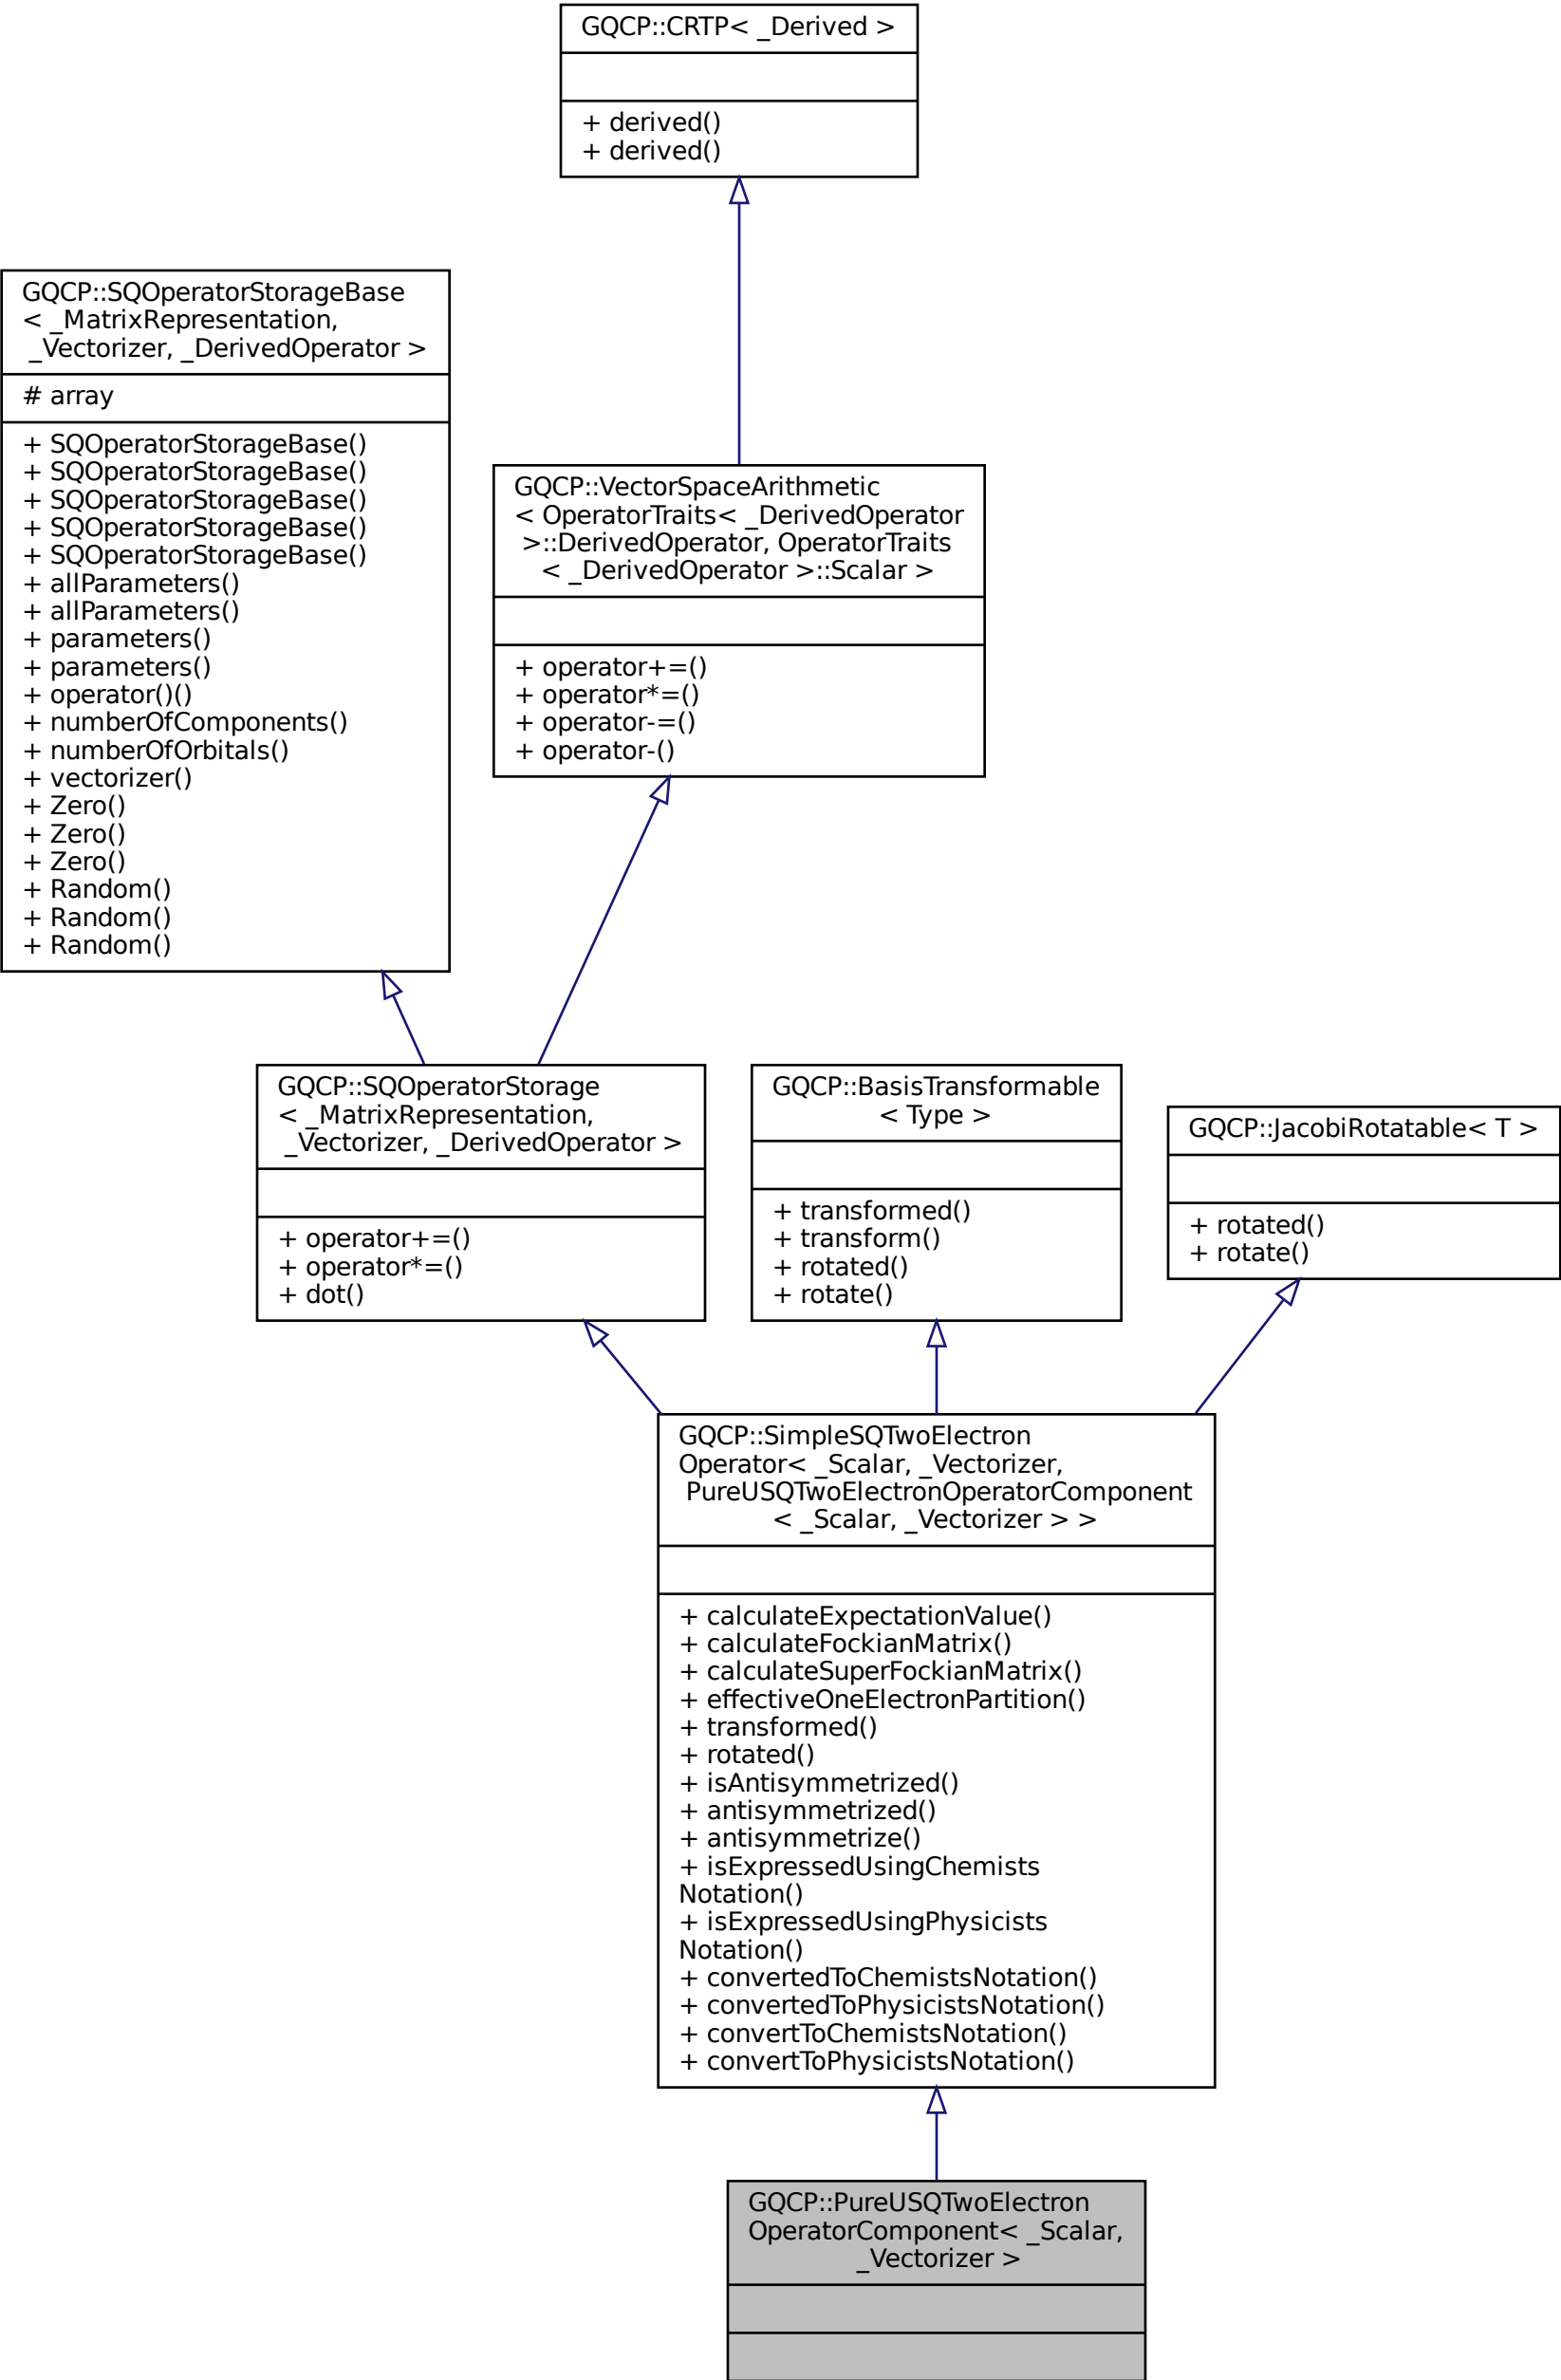 GQCP::CRTP< _Derived >
+ derived()
+ derived()
GQCP::SQOperatorStorageBase
< _MatrixRepresentation,
_Vectorizer, _DerivedOperator >
# array
+ SQOperatorStorageBase()
+ SQOperatorStorageBase()
+ SQOperatorStorageBase()
+ SQOperatorStorageBase()
+ SQOperatorStorageBase()
+ allParameters()
+ allParameters()
+ parameters()
+ parameters()
+ operator()()
+ numberOfComponents()
+ numberOfOrbitals()
+ vectorizer()
+ Zero()
+ Zero()
+ Zero()
+ Random()
+ Random()
+ Random()
GQCP::VectorSpaceArithmetic
< OperatorTraits< _DerivedOperator
>::DerivedOperator, OperatorTraits
< _DerivedOperator >::Scalar >
+ operator+=()
+ operator*=()
+ operator-=()
+ operator-()
GQCP::SQOperatorStorage
< _MatrixRepresentation,
_Vectorizer, _DerivedOperator >
+ operator+=()
+ operator*=()
+ dot()
GQCP::BasisTransformable
< Type >
+ transformed()
+ transform()
+ rotated()
+ rotate()
GQCP::JacobiRotatable< T >
+ rotated()
+ rotate()
GQCP::SimpleSQTwoElectron
Operator< _Scalar, _Vectorizer,
PureUSQTwoElectronOperatorComponent
< _Scalar, _Vectorizer > >
+ calculateExpectationValue()
+ calculateFockianMatrix()
+ calculateSuperFockianMatrix()
+ effectiveOneElectronPartition()
+ transformed()
+ rotated()
+ isAntisymmetrized()
+ antisymmetrized()
+ antisymmetrize()
+ isExpressedUsingChemists
Notation()
+ isExpressedUsingPhysicists
Notation()
+ convertedToChemistsNotation()
+ convertedToPhysicistsNotation()
+ convertToChemistsNotation()
+ convertToPhysicistsNotation()
GQCP::PureUSQTwoElectron
OperatorComponent< _Scalar,
_Vectorizer >